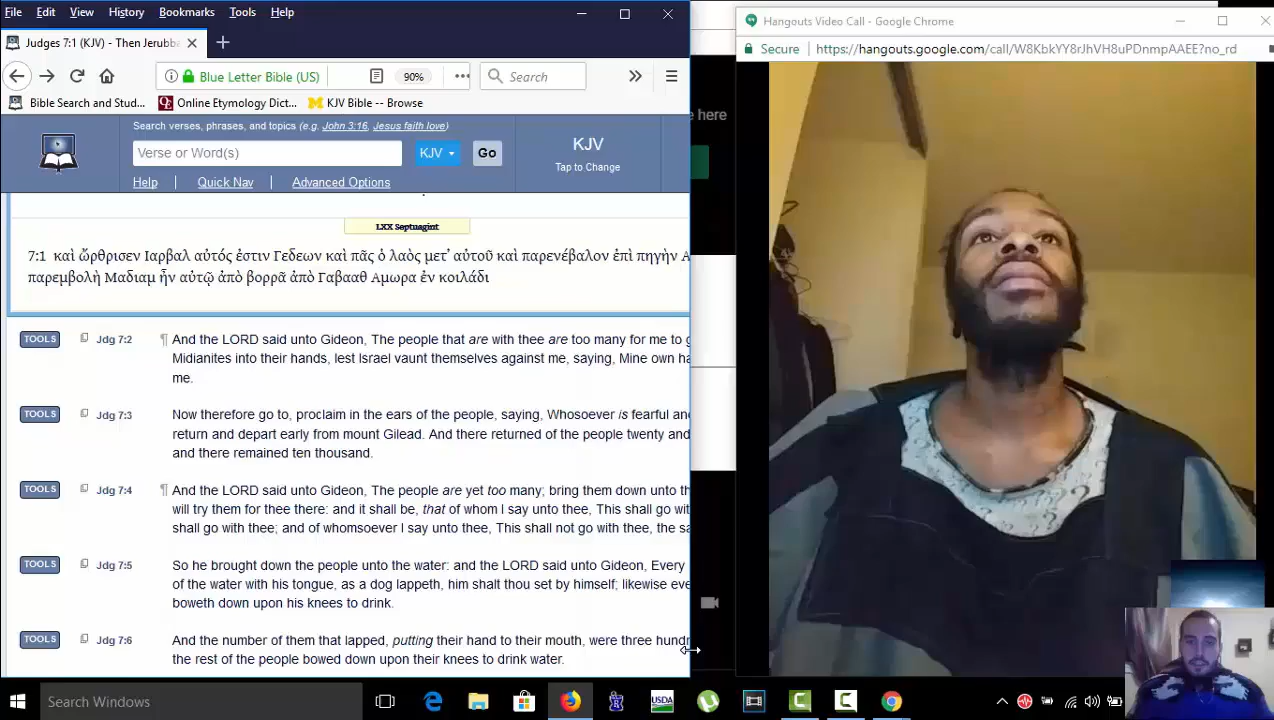 File Edit View History Bookmarks Tools Help
Judges 7:1 (KJV) - Then Jerubba
Blue Letter Bible (US) 90% Search
Bible Search and Stud... Online Etymology Dict... KJV Bible -- Browse
Search verses, phrases, and topics (e.g. John 3:16, Jesus faith love)
Verse or Word(s) KJV Go
KJV
Tap to Change
Help Quick Nav Advanced Options
LXX Septuagint
7:1 καὶ ὤρθρισεν Ιαρβαλ αὐτός ἐστιν Γεδεων καὶ πᾶς ὁ λαὸς μετ᾽ αὐτοῦ καὶ παρενέβαλον ἐπὶ πηγὴν Α
παρεμβολὴ Μαδιαμ ἦν αὐτῷ ἀπὸ βορρᾶ ἀπὸ Γαβααθ Αμωρα ἐν κοιλάδι
TOOLS Jdg 7:2 ¶ And the LORD said unto Gideon, The people that are with thee are too many for me to g
Midianites into their hands, lest Israel vaunt themselves against me, saying, Mine own ha
me.
TOOLS Jdg 7:3 Now therefore go to, proclaim in the ears of the people, saying, Whosoever is fearful and
return and depart early from mount Gilead. And there returned of the people twenty and
and there remained ten thousand.
TOOLS Jdg 7:4 ¶ And the LORD said unto Gideon, The people are yet too many; bring them down unto th
will try them for thee there: and it shall be, that of whom I say unto thee, This shall go wit
shall go with thee; and of whomsoever I say unto thee, This shall not go with thee, the sa
TOOLS Jdg 7:5 So he brought down the people unto the water: and the LORD said unto Gideon, Every
of the water with his tongue, as a dog lappeth, him shalt thou set by himself; likewise eve
boweth down upon his knees to drink.
TOOLS Jdg 7:6 And the number of them that lapped, putting their hand to their mouth, were three hundr
the rest of the people bowed down upon their knees to drink water.
Search Windows
e here
Hangouts Video Call - Google Chrome
Secure https://hangouts.google.com/call/W8KbkYY8rJhVH8uPDnmpAAEE?no_rd
USDA